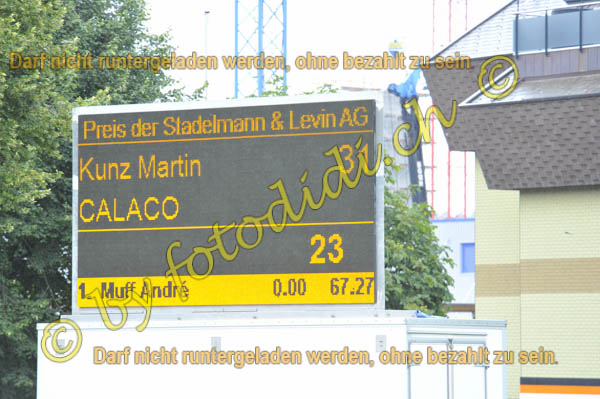 Darf nicht runtergeladen werden, ohne bezahlt zu sein.
Preis der Stadelmann & Levin AG
Kunz Martin 31
CALACO
23
1. Muff André 0.00 67.27
© by fotodidi.ch ©
Darf nicht runtergeladen werden, ohne bezahlt zu sein.